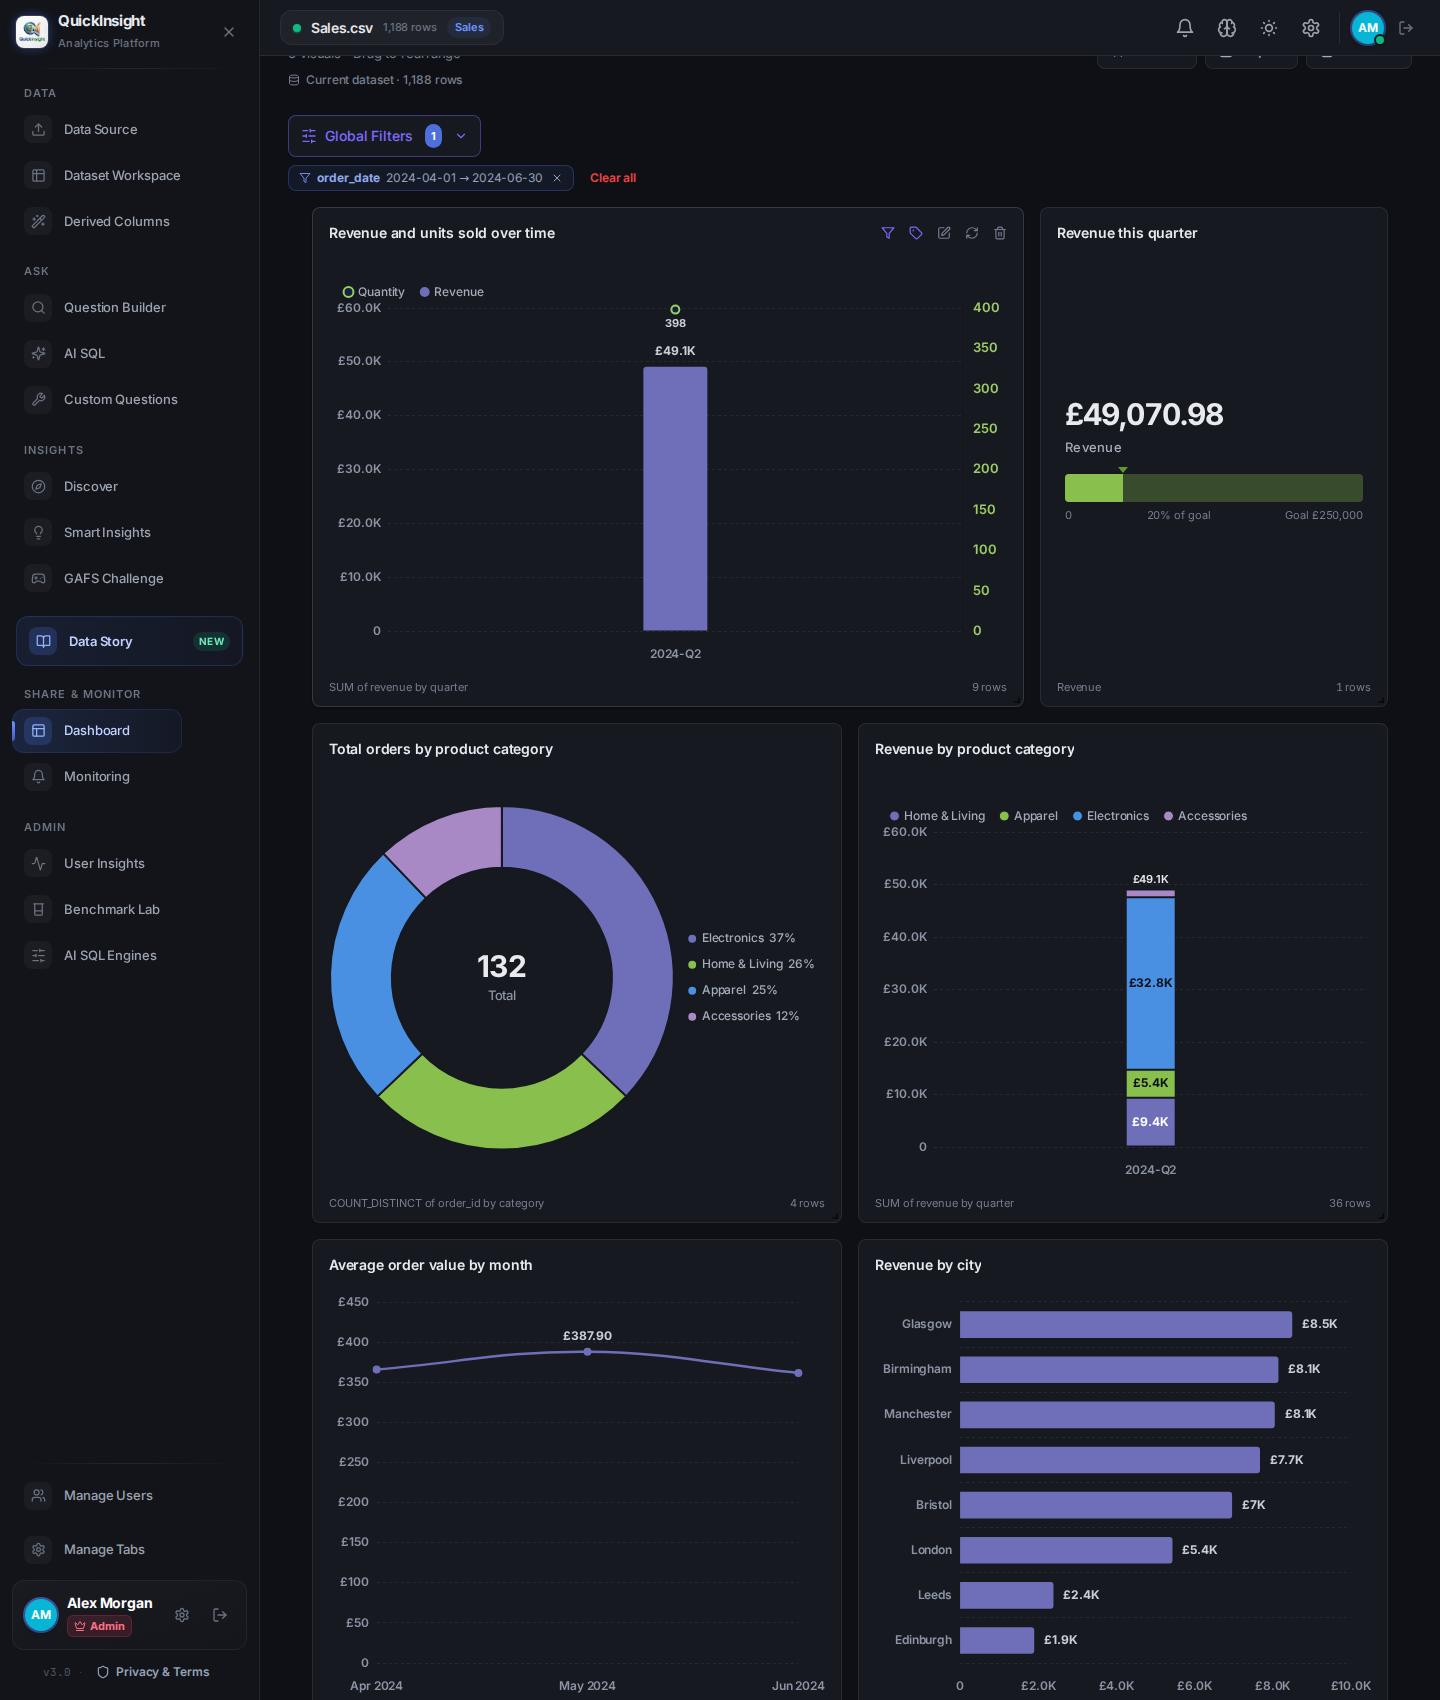 QuickInsight
Analytics Platform
DATA
Data Source
Dataset Workspace
Derived Columns
ASK
Question Builder
AI SQL
Custom Questions
INSIGHTS
Discover
Smart Insights
GAFS Challenge
Data Story NEW
SHARE & MONITOR
Dashboard
Monitoring
ADMIN
User Insights
Benchmark Lab
AI SQL Engines
Manage Users
Manage Tabs
AM Alex Morgan
Admin
v3.0 · Privacy & Terms
Sales.csv 1,188 rows Sales
AM
Current dataset · 1,188 rows
Global Filters 1
order_date 2024-04-01 → 2024-06-30
Clear all
Revenue and units sold over time
Quantity Revenue
£60.0K
£50.0K
£40.0K
£30.0K
£20.0K
£10.0K
0
398
£49.1K
400
350
300
250
200
150
100
50
0
2024-Q2
SUM of revenue by quarter
9 rows
Revenue this quarter
£49,070.98
Revenue
0 20% of goal Goal £250,000
Revenue
1 rows
Total orders by product category
132
Total
Electronics 37%
Home & Living 26%
Apparel 25%
Accessories 12%
COUNT_DISTINCT of order_id by category
4 rows
Revenue by product category
Home & Living Apparel Electronics Accessories
£60.0K
£50.0K
£40.0K
£30.0K
£20.0K
£10.0K
0
£49.1K
£32.8K
£5.4K
£9.4K
2024-Q2
SUM of revenue by quarter
36 rows
Average order value by month
£450
£400
£350
£300
£250
£200
£150
£100
£50
0
£387.90
Apr 2024 May 2024 Jun 2024
Revenue by city
Glasgow £8.5K
Birmingham £8.1K
Manchester £8.1K
Liverpool £7.7K
Bristol £7K
London £5.4K
Leeds £2.4K
Edinburgh £1.9K
0 £2.0K £4.0K £6.0K £8.0K £10.0K